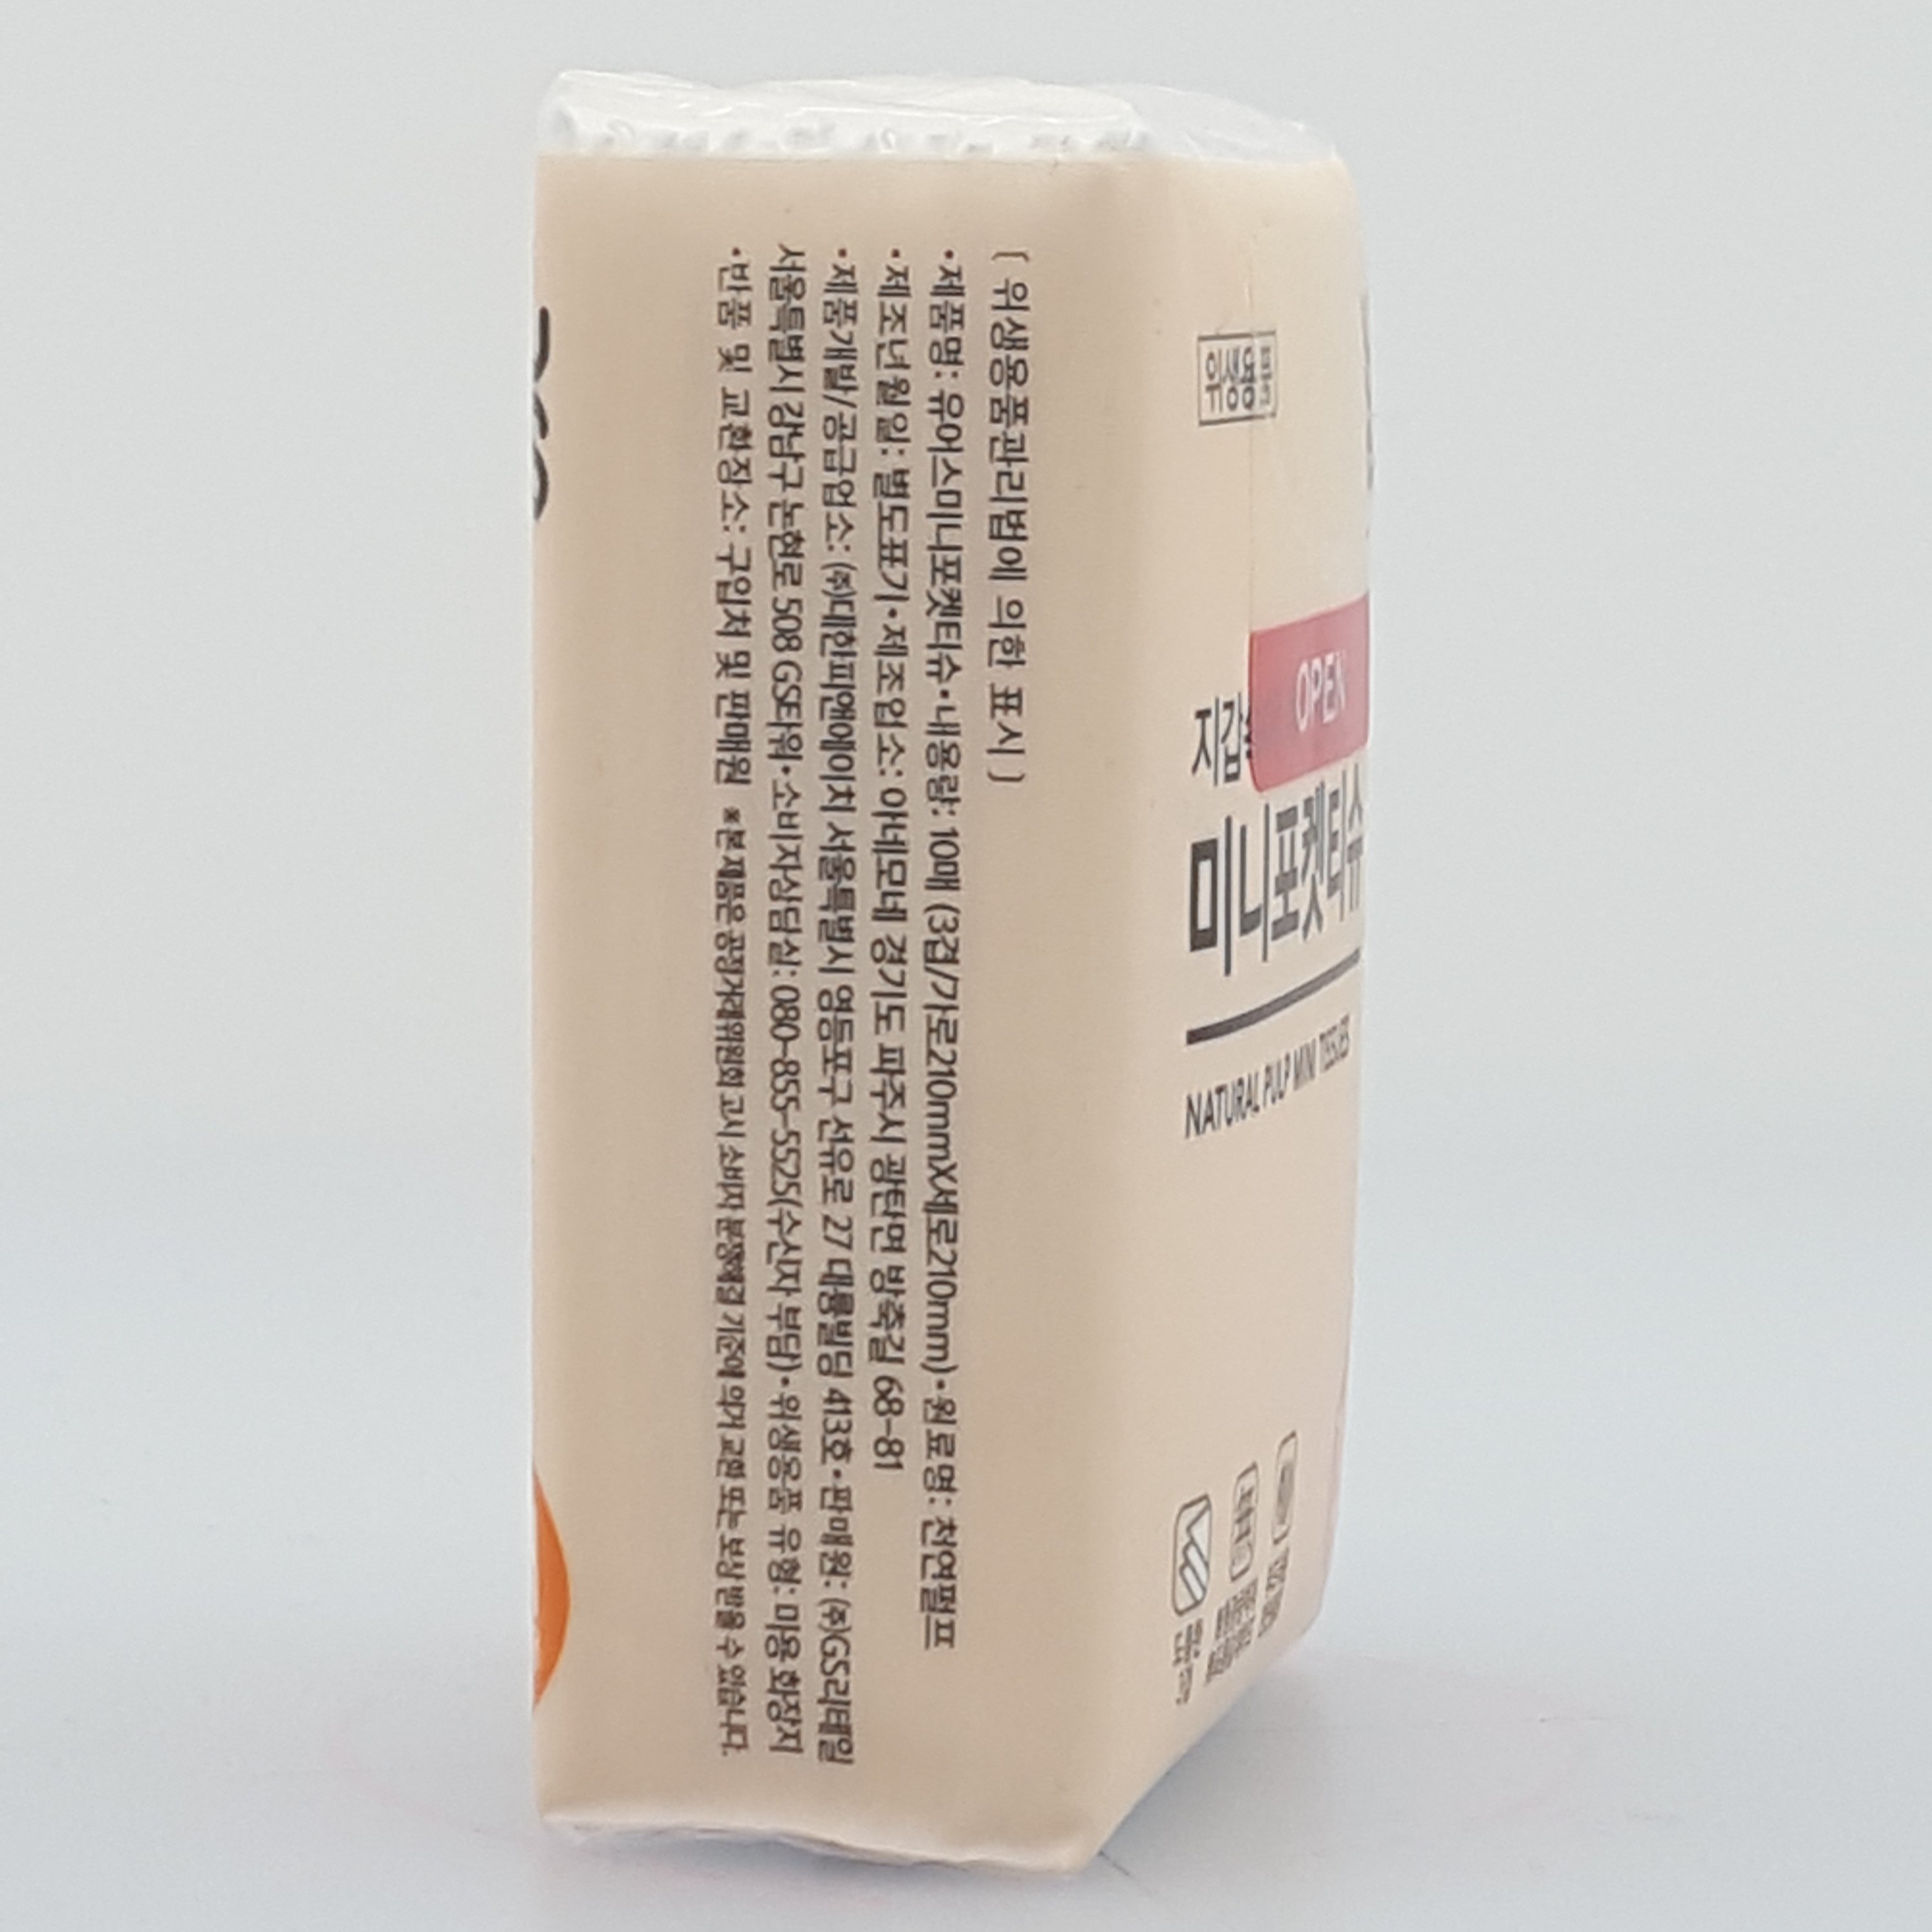 [ 위생용품관리법에 의한 표시 ]
•제품명: 유어스미니포켓티슈•내용량: 10매 (3겹/가로210mmX세로210mm)•원료명: 천연펄프
•제조년월일: 별도표기•제조업소: 아네모네 경기도 파주시 광탄면 방축길 68-81
•제품개발/공급업소: (주)대한피앤에이치 서울특별시 영등포구 선유로 27 대룡빌딩 413호•판매원: (주)GS리테일
서울특별시 강남구 논현로 508 GS타워•소비자상담실: 080-855-5525(수신자 부담)•위생용품 유형: 미용 화장지
•반품 및 교환장소: 구입처 및 판매원 ※본 제품은 공정거래위원회 고시 소비자 분쟁해결 기준에 의거 교환 또는 보상 받을 수 있습니다.
위생용품
OPEN
지갑
미니포켓티슈
NATURAL PULP MINI TISSUES
도톰한